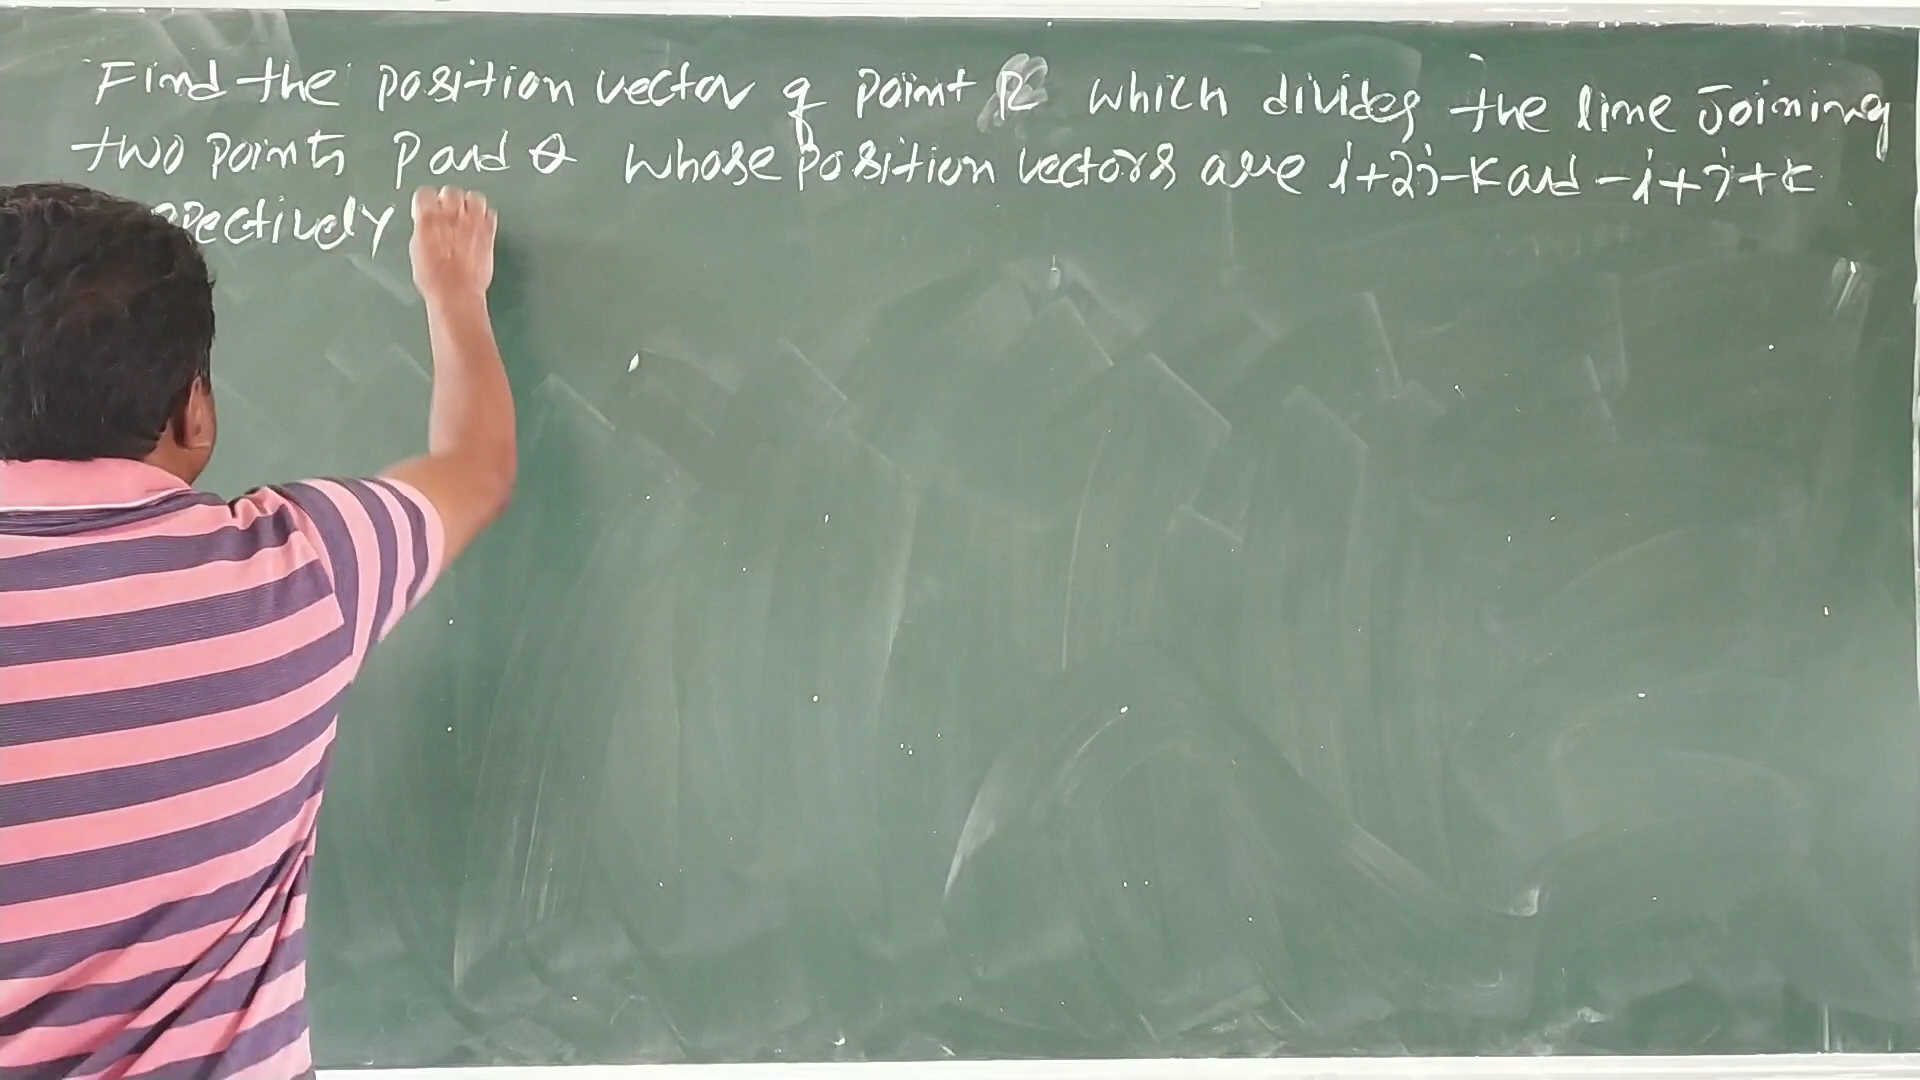 Find the position vector of point R which divides the line Joining
two points P and Q whose position vectors are i+2j-k and -i+j+k
pectively